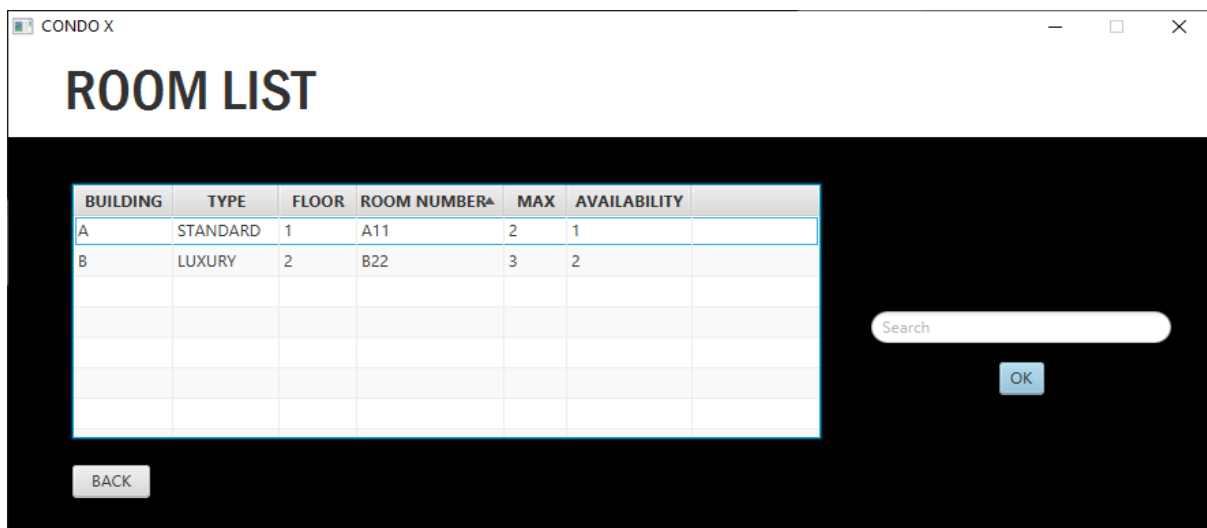 CONDO X
ROOM LIST
BUILDING TYPE FLOOR ROOM NUMBER MAX AVAILABILITY
A STANDARD 1 A11 2 1
B LUXURY 2 B22 3 2
Search
OK
BACK